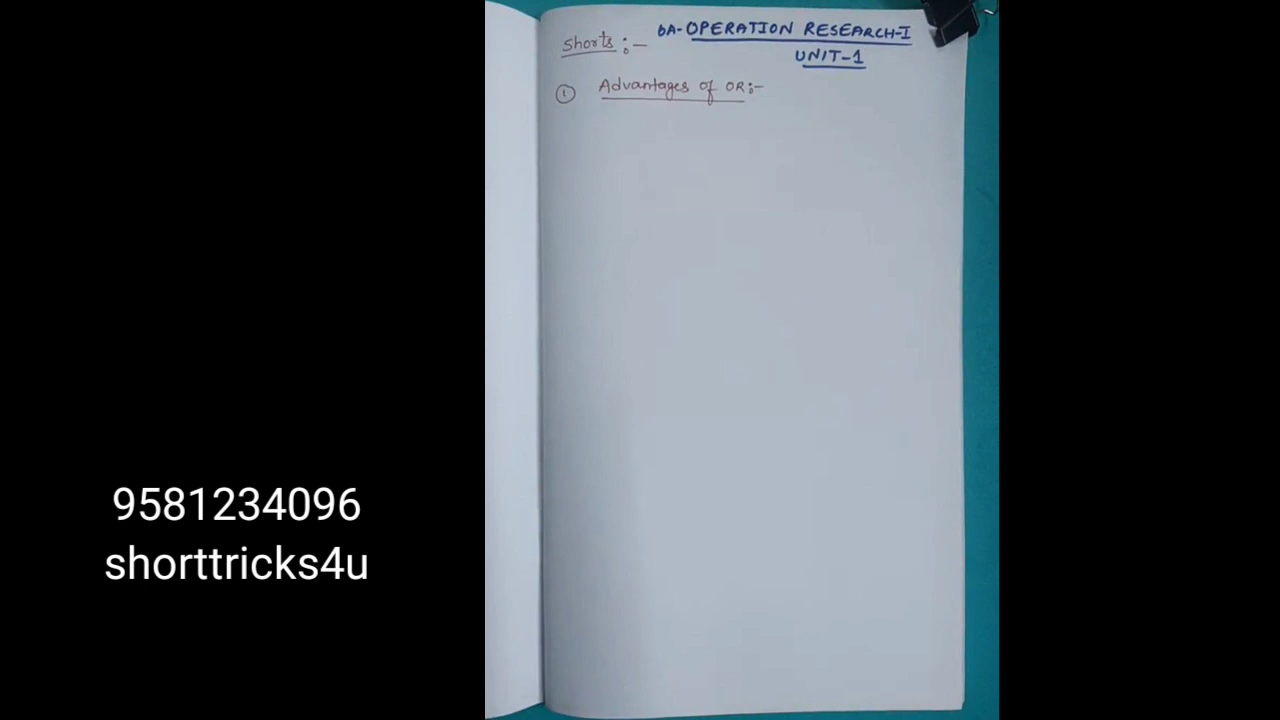 6A-OPERATION RESEARCH-I
UNIT-1
Shorts :-
① Advantages of OR:-
9581234096
shorttricks4u